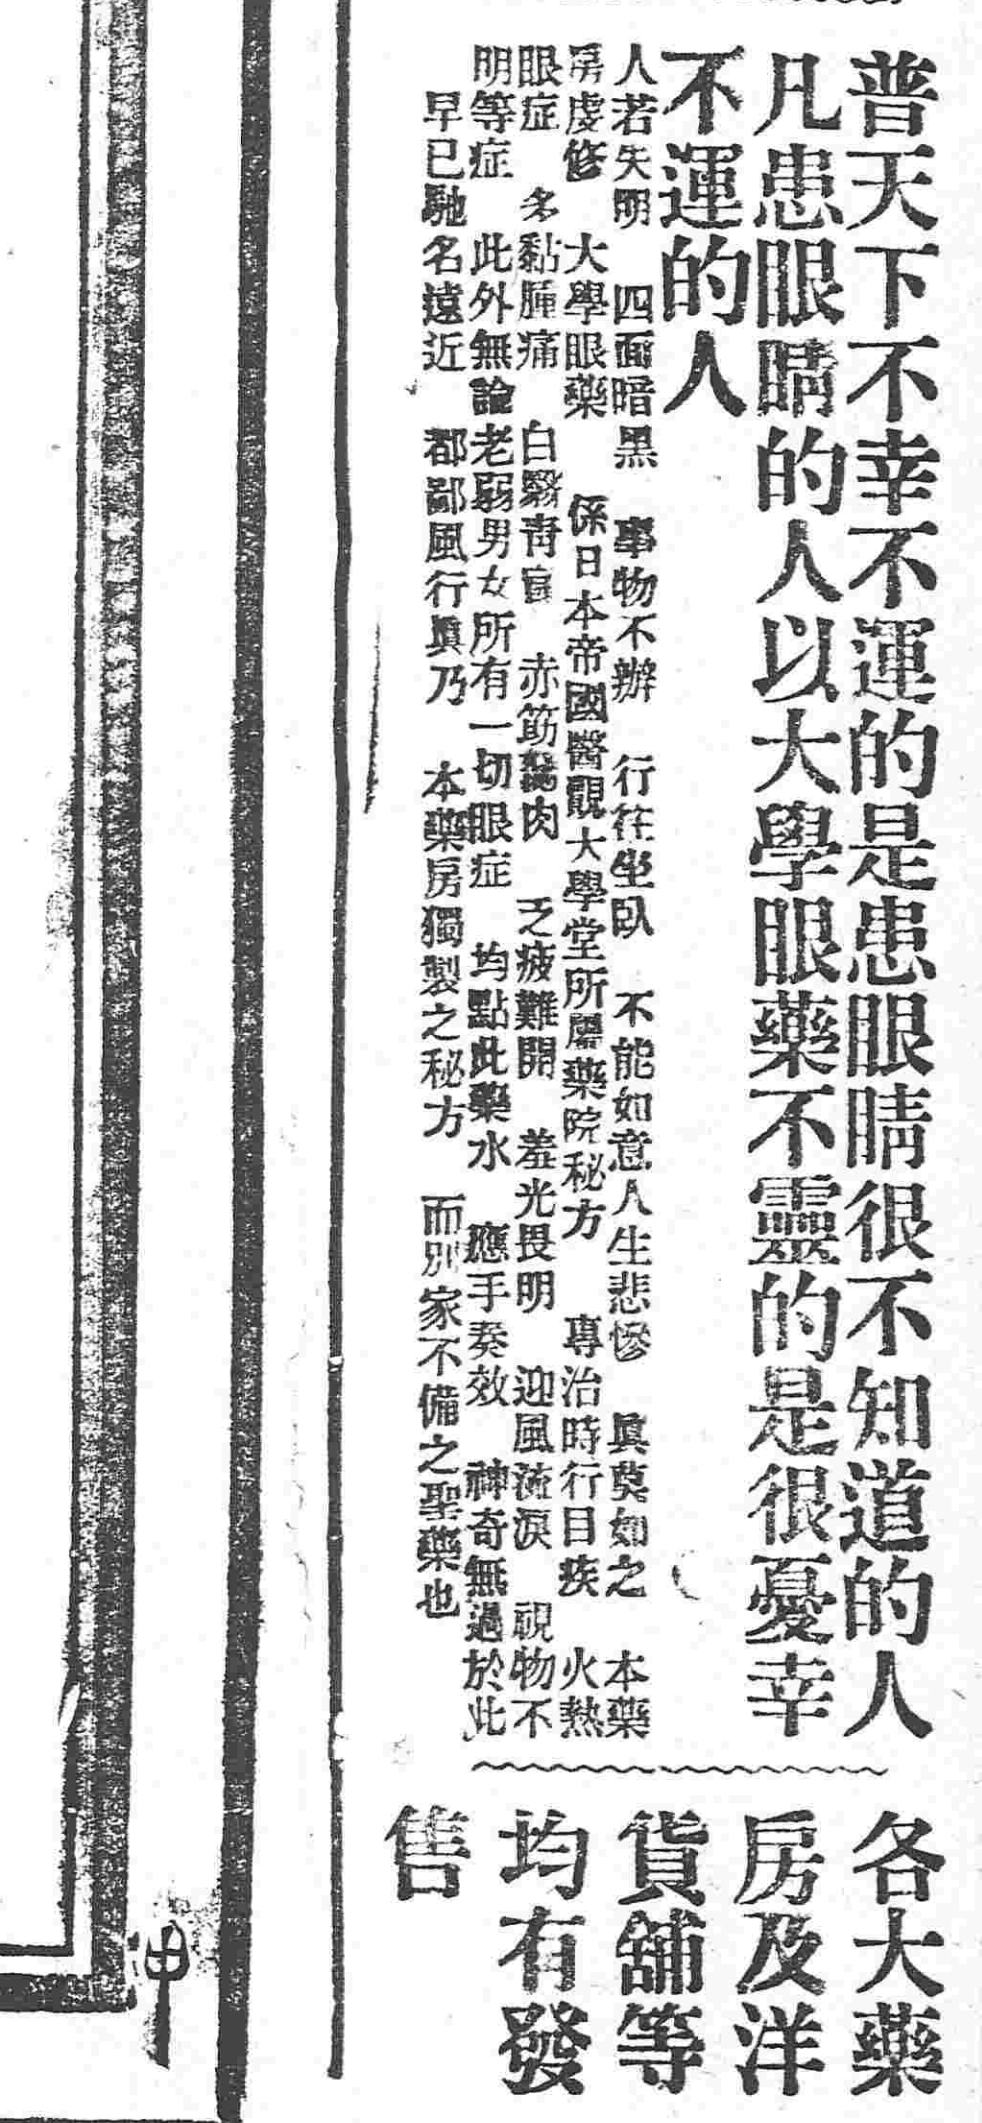 普天下不幸不運的是患眼睛很不知道的人
凡患眼睛的人以大學眼藥不靈的是很憂幸
不運的人
人若失明 四面暗黑 事物不辦 行往坐臥 不能如意人生悲慘 眞莫如之 本藥
房虔修 大學眼藥 係日本帝國醫觀大學堂所屬藥院秘方 專治時行目疾 火熱
眼症 多黏腫痛 白翳靑盲 赤筋努肉 乏疲難開 羞光畏明 迎風流淚 視物不
明等症 此外無論老弱男女所有一切眼症 均點此藥水 應手奏效 神奇無過於此
早已馳名遠近 都鄙風行眞乃 本藥房獨製之秘方 而別家不備之聖藥也
各大藥
房及洋
貨舖等
均有發
售